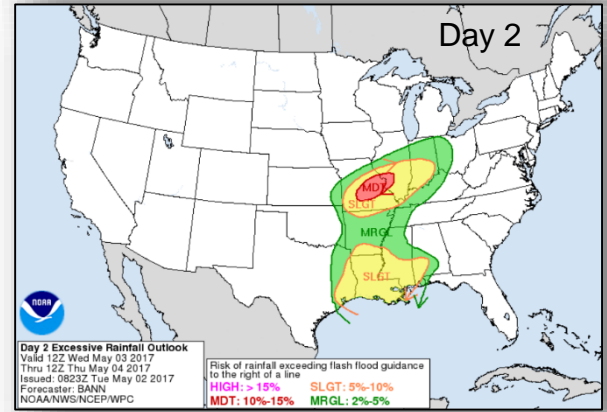 Day 2
MDT
SLGT
MRGL
SLGT
NOAA
Day 2 Excessive Rainfall Outlook
Valid 12Z Wed May 03 2017
Thru 12Z Thu May 04 2017
Issued: 0823Z Tue May 02 2017
Forecaster: BANN
NOAA/NWS/NCEP/WPC
Risk of rainfall exceeding flash flood guidance
to the right of a line
HIGH: > 15% SLGT: 5%-10%
MDT: 10%-15% MRGL: 2%-5%